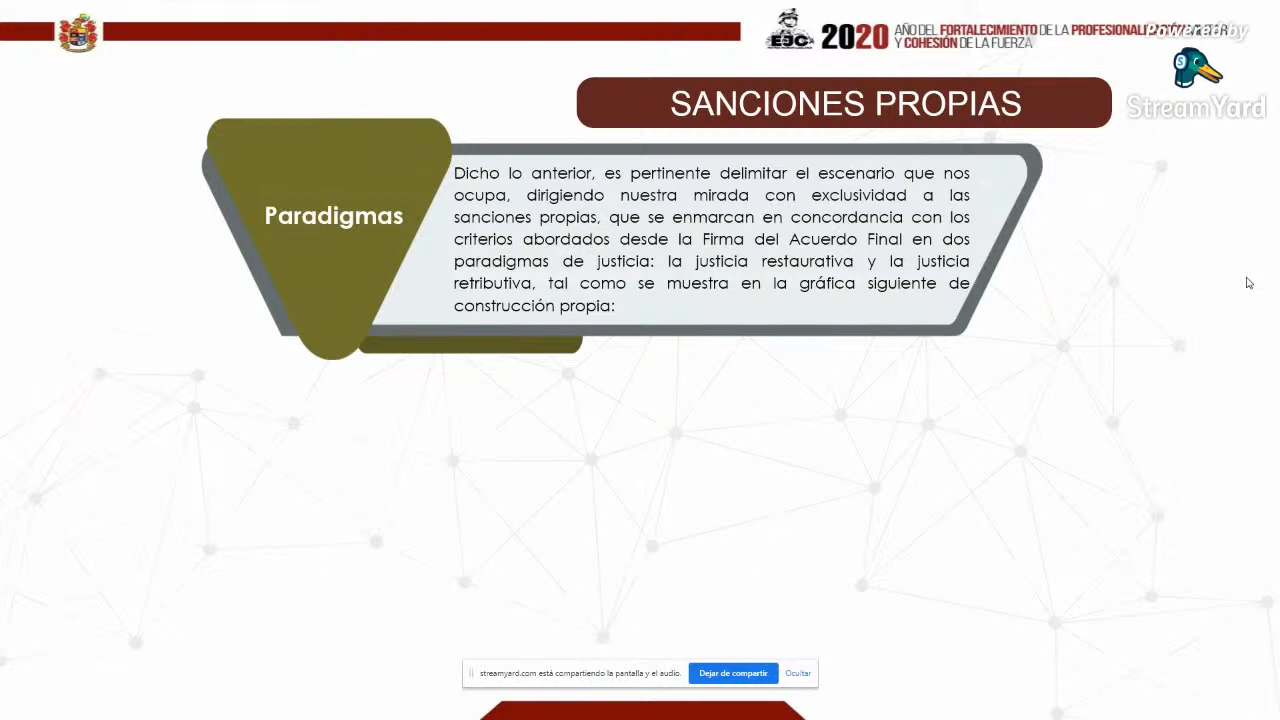 EJC
2020 AÑO DEL FORTALECIMIENTO DE LA
Y COHESIÓN DE LA FUERZA
Powered by
StreamYard
SANCIONES PROPIAS
Paradigmas
Dicho lo anterior, es pertinente delimitar el escenario que nos
ocupa, dirigiendo nuestra mirada con exclusividad a las
sanciones propias, que se enmarcan en concordancia con los
criterios abordados desde la Firma del Acuerdo Final en dos
paradigmas de justicia: la justicia restaurativa y la justicia
retributiva, tal como se muestra en la gráfica siguiente de
construcción propia:
streamyard.com está compartiendo la pantalla y el audio.
Dejar de compartir
Ocultar